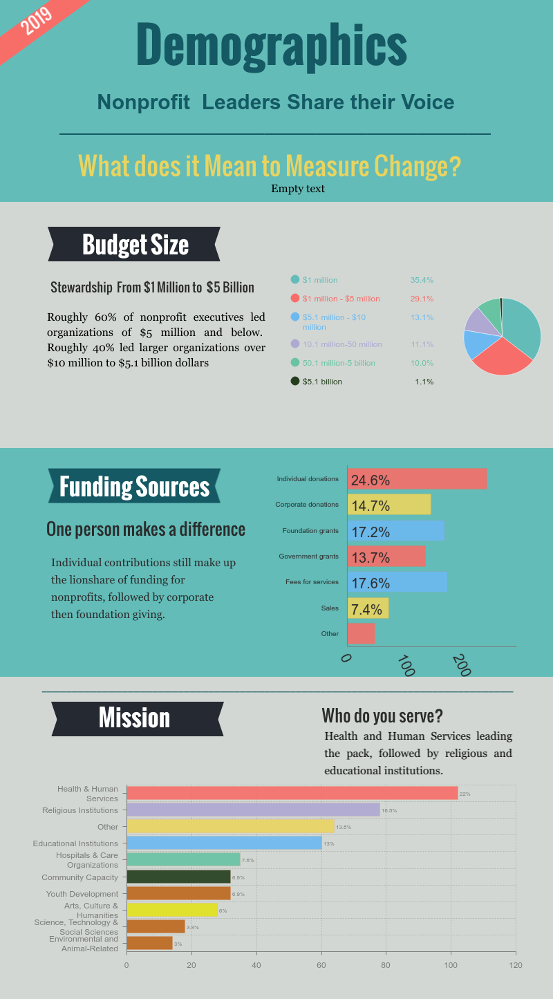 2019
Demographics
Nonprofit  Leaders Share their Voice
What does it Mean to Measure Change?
Empty text
Budget Size
Stewardship From $1 Million to $5 Billion
Roughly 60% of nonprofit executives led
organizations of $5 million and below.
Roughly 40% led larger organizations over
$10 million to $5.1 billion dollars
$1 million 35.4%
$1 million - $5 million 29.1%
$5.1 million - $10 13.1%
million
10.1 million-50 million 11.1%
50.1 million-5 billion 10.0%
$5.1 billion 1.1%
Funding Sources
One person makes a difference
Individual contributions still make up
the lionshare of funding for
nonprofits, followed by corporate
then foundation giving.
Individual donations 24.6%
Corporate donations 14.7%
Foundation grants 17.2%
Government grants 13.7%
Fees for services 17.6%
Sales 7.4%
Other
0 100 200
Mission
Who do you serve?
Health and Human Services leading
the pack, followed by religious and
educational institutions.
Health & Human
Services 22%
Religious Institutions 16.8%
Other 13.8%
Educational Institutions 13%
Hospitals & Care
Organizations 7.6%
Community Capacity 6.9%
Youth Development 6.9%
Arts, Culture &
Humanities 6%
Science, Technology &
Social Sciences 3.9%
Environmental and
Animal-Related 3%
0 20 40 60 80 100 120